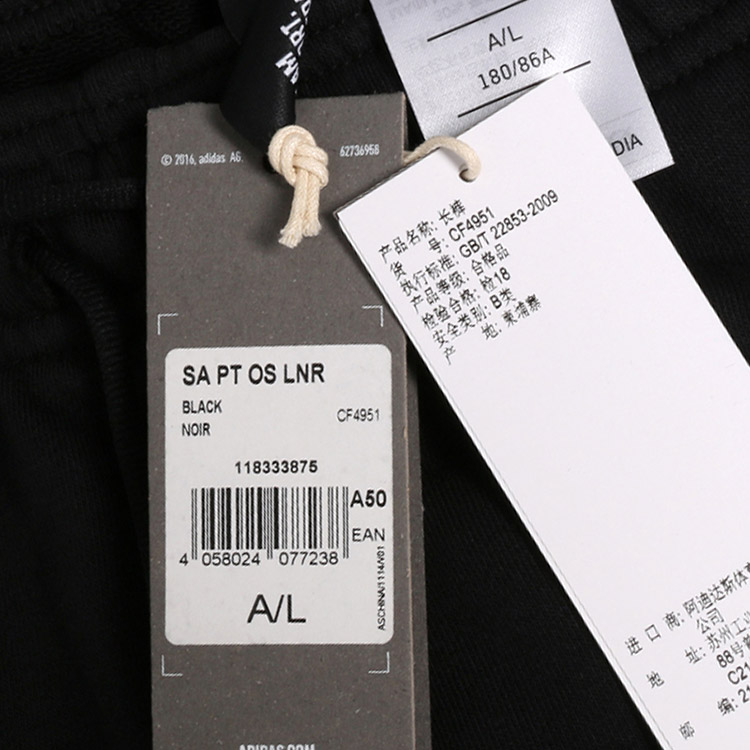 A/L
180/86A
DIA
© 2016, adidas AG.
62736958
产品名称: 长裤
货 号: CF4951
执行标准: GB/T 22853-2009
产品等级: 合格品
检验合格: 检18
安全类别: B类
产 地: 柬埔寨
SA PT OS LNR
BLACK
CF4951
NOIR
118333875
A50
EAN
4 058024 077238
ASCHINA/1114/V01
A/L
进 口 商: 阿迪达斯体育
公司
地 址: 苏州工业
88号
C21
邮 编: 21
ADIDAS.COM